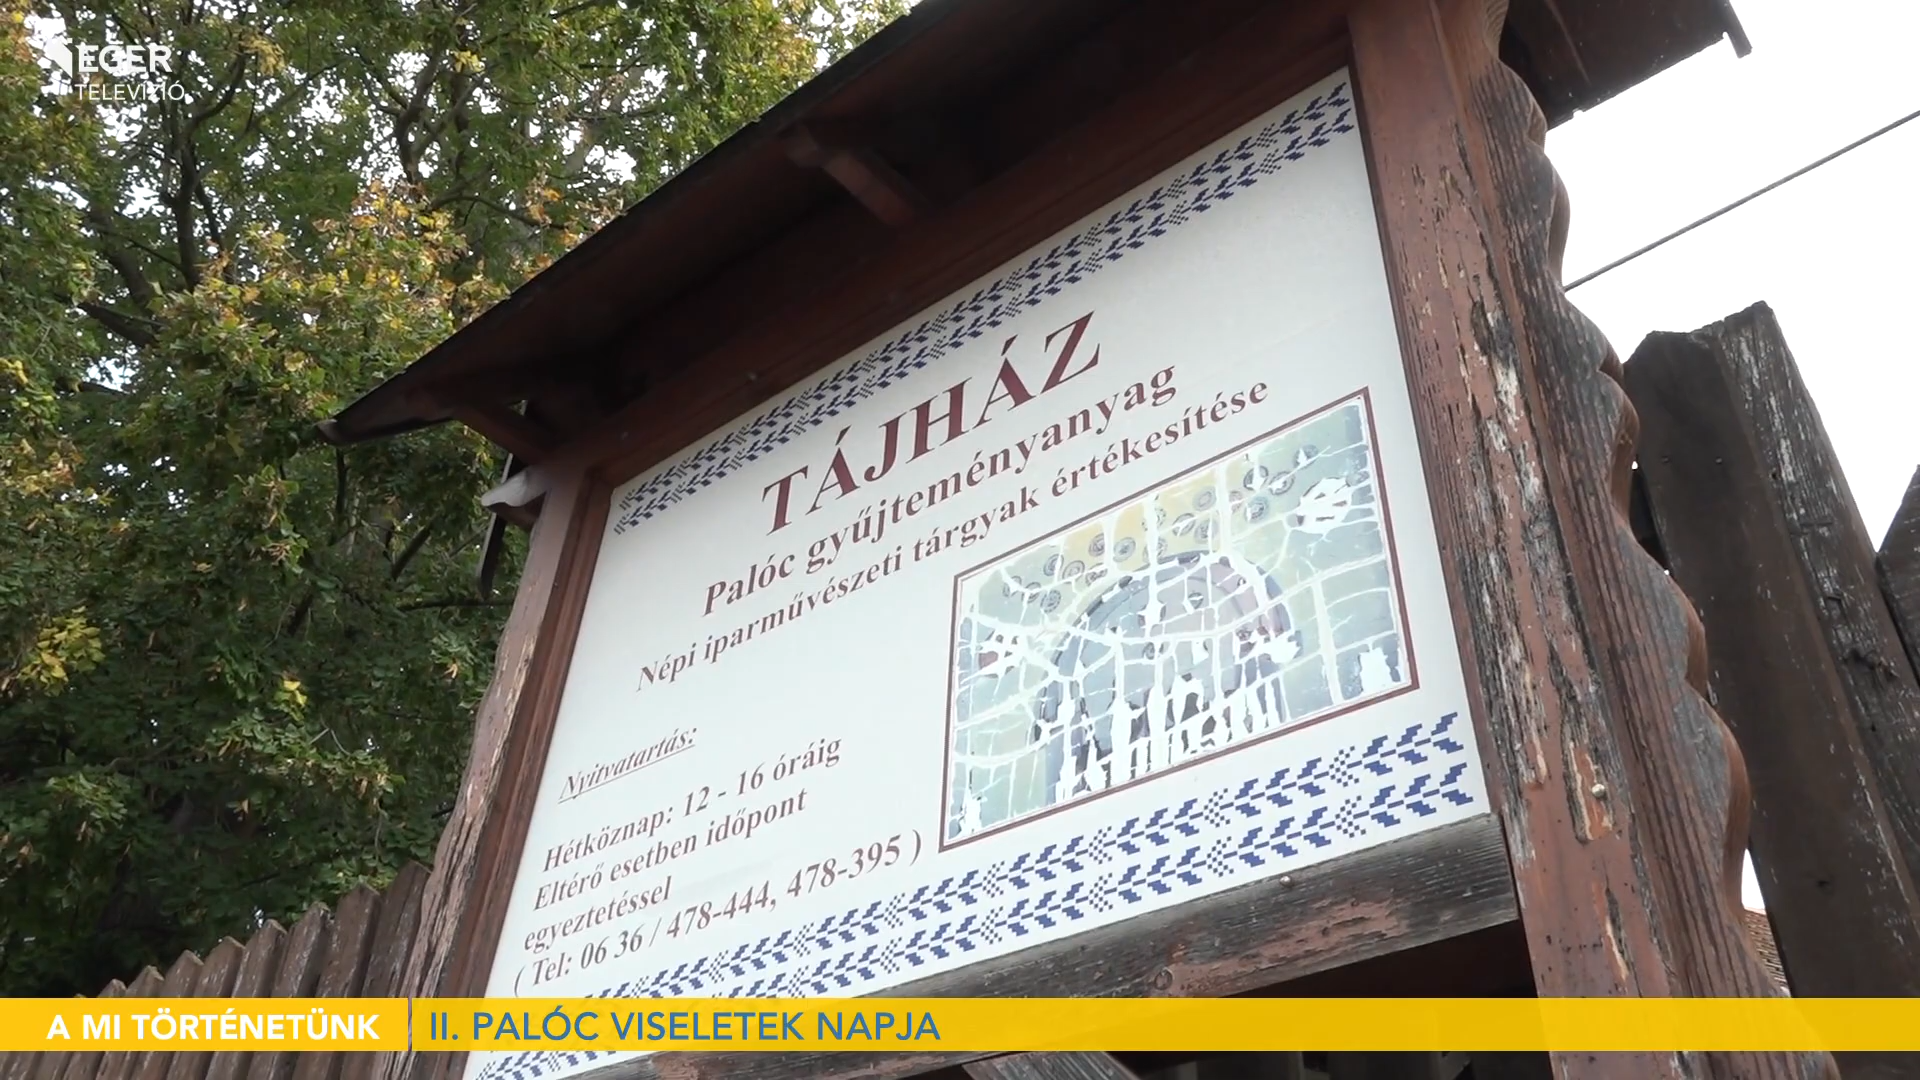 EGER
TELEVÍZIÓ
TÁJHÁZ
Palóc gyűjteményanyag
Népi iparművészeti tárgyak értékesítése
Nyitvatartás:
Hétköznap: 12 - 16 óráig
Eltérő esetben időpont
egyeztetéssel
( Tel: 06 36 / 478-444, 478-395 )
A MI TÖRTÉNETÜNK
II. PALÓC VISELETEK NAPJA